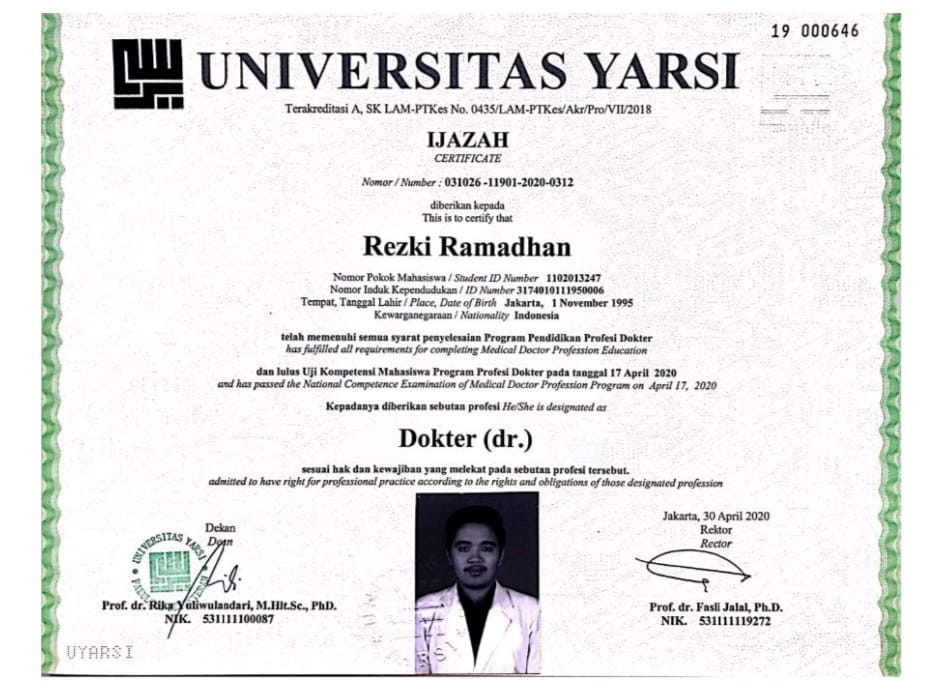 19 000646
UNIVERSITAS YARSI
Terakreditasi A, SK LAM-PTKes No. 0435/LAM-PTKes/Akr/Pro/VII/2018
IJAZAH
CERTIFICATE
Nomor / Number : 031026 -11901-2020-0312
diberikan kepada
This is to certify that
Rezki Ramadhan
Nomor Pokok Mahasiswa / Student ID Number 1102013247
Nomor Induk Kependudukan / ID Number 3174010111950006
Tempat, Tanggal Lahir / Place, Date of Birth Jakarta, 1 November 1995
Kewarganegaraan / Nationality Indonesia
telah memenuhi semua syarat penyelesaian Program Pendidikan Profesi Dokter
has fulfilled all requirements for completing Medical Doctor Profession Education
dan lulus Uji Kompetensi Mahasiswa Program Profesi Dokter pada tanggal 17 April 2020
and has passed the National Competence Examination of Medical Doctor Profession Program on April 17, 2020
Kepadanya diberikan sebutan profesi He/She is designated as
Dokter (dr.)
sesuai hak dan kewajiban yang melekat pada sebutan profesi tersebut.
admitted to have right for professional practice according to the rights and obligations of those designated profession
Dekan
Dean
UNIVERSITAS YARSI
Prof. dr. Rika Yuliwulandari, M.Hlt.Sc., PhD.
NIK. 531111100087
Jakarta, 30 April 2020
Rektor
Rector
Prof. dr. Fasli Jalal, Ph.D.
NIK. 531111119272
UYARSI